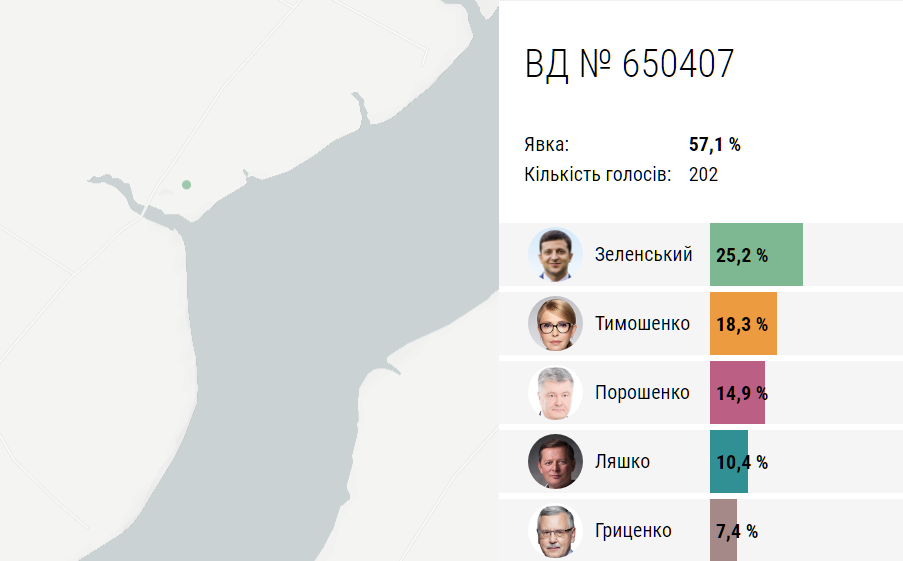 ВД № 650407
Явка: 57,1 %
Кількість голосів: 202
Зеленський 25,2 %
Тимошенко 18,3 %
Порошенко 14,9 %
Ляшко 10,4 %
Гриценко 7,4 %